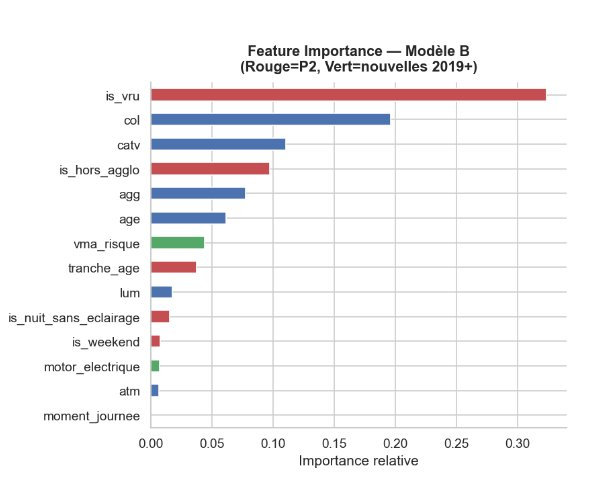 Feature Importance — Modèle B
(Rouge=P2, Vert=nouvelles 2019+)
is_vru
col
catv
is_hors_agglo
agg
age
vma_risque
tranche_age
lum
is_nuit_sans_eclairage
is_weekend
motor_electrique
atm
moment_journee
0.00 0.05 0.10 0.15 0.20 0.25 0.30
Importance relative